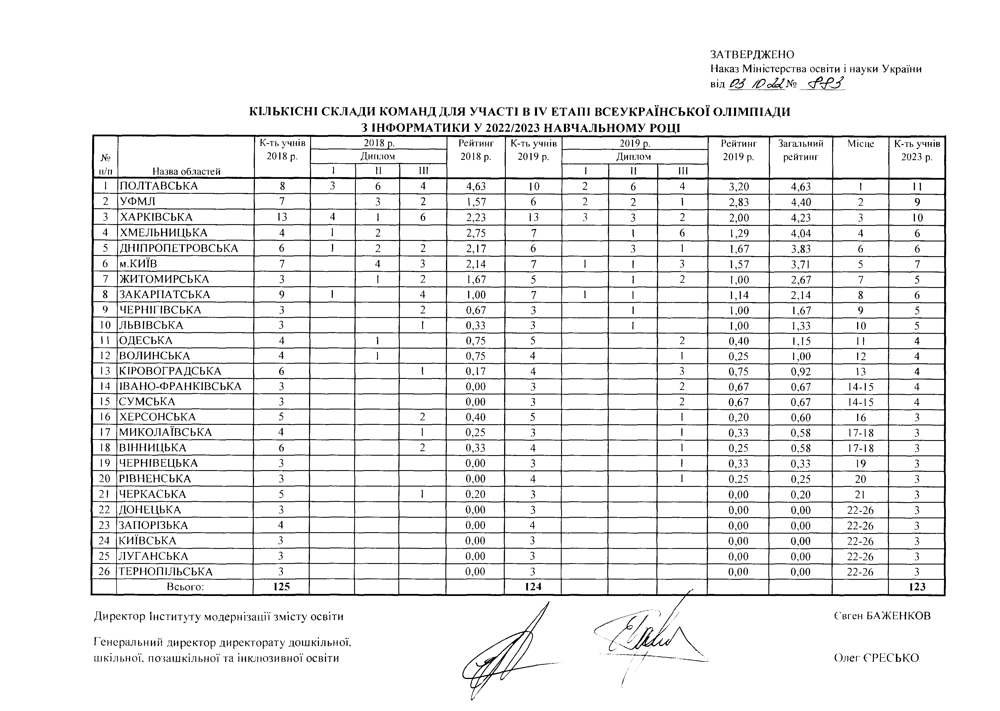 ЗАТВЕРДЖЕНО
Наказ Міністерства освіти і науки України
від 03 10 22 № 883
КІЛЬКІСНІ СКЛАДИ КОМАНД ДЛЯ УЧАСТІ В IV ЕТАПІ ВСЕУКРАЇНСЬКОЇ ОЛІМПІАДИ
З ІНФОРМАТИКИ У 2022/2023 НАВЧАЛЬНОМУ РОЦІ
№ п/п Назва областей К-ть учнів 2018 р. 2018 р. Диплом I II III Рейтинг 2018 р. К-ть учнів 2019 р. 2019 р. Диплом I II III Рейтинг 2019 р. Загальний рейтинг Місце К-ть учнів 2023 р.
1 ПОЛТАВСЬКА 8 3 6 4 4,63 10 2 6 4 3,20 4,63 1 11
2 УФМЛ 7 3 2 1,57 6 2 2 1 2,83 4,40 2 9
3 ХАРКІВСЬКА 13 4 1 6 2,23 13 3 3 2 2,00 4,23 3 10
4 ХМЕЛЬНИЦЬКА 4 1 2 2,75 7 1 6 1,29 4,04 4 6
5 ДНІПРОПЕТРОВСЬКА 6 1 2 2 2,17 6 3 1 1,67 3,83 6 6
6 м.КИЇВ 7 4 3 2,14 7 1 1 3 1,57 3,71 5 7
7 ЖИТОМИРСЬКА 3 1 2 1,67 5 1 2 1,00 2,67 7 5
8 ЗАКАРПАТСЬКА 9 1 4 1,00 7 1 1 1,14 2,14 8 6
9 ЧЕРНІГІВСЬКА 3 2 0,67 3 1 1,00 1,67 9 5
10 ЛЬВІВСЬКА 3 1 0,33 3 1 1,00 1,33 10 5
11 ОДЕСЬКА 4 1 0,75 5 2 0,40 1,15 11 4
12 ВОЛИНСЬКА 4 1 0,75 4 1 0,25 1,00 12 4
13 КІРОВОГРАДСЬКА 6 1 0,17 4 3 0,75 0,92 13 4
14 ІВАНО-ФРАНКІВСЬКА 3 0,00 3 2 0,67 0,67 14-15 4
15 СУМСЬКА 3 0,00 3 2 0,67 0,67 14-15 4
16 ХЕРСОНСЬКА 5 2 0,40 5 1 0,20 0,60 16 3
17 МИКОЛАЇВСЬКА 4 1 0,25 3 1 0,33 0,58 17-18 3
18 ВІННИЦЬКА 6 2 0,33 4 1 0,25 0,58 17-18 3
19 ЧЕРНІВЕЦЬКА 3 0,00 3 1 0,33 0,33 19 3
20 РІВНЕНСЬКА 3 0,00 4 1 0,25 0,25 20 3
21 ЧЕРКАСЬКА 5 1 0,20 3 0,00 0,20 21 3
22 ДОНЕЦЬКА 3 0,00 3 0,00 0,00 22-26 3
23 ЗАПОРІЗЬКА 4 0,00 4 0,00 0,00 22-26 3
24 КИЇВСЬКА 3 0,00 3 0,00 0,00 22-26 3
25 ЛУГАНСЬКА 3 0,00 3 0,00 0,00 22-26 3
26 ТЕРНОПІЛЬСЬКА 3 0,00 3 0,00 0,00 22-26 3
Всього: 125 124 123
Директор Інституту модернізації змісту освіти Євген БАЖЕНКОВ
Генеральний директор директорату дошкільної,
шкільної, позашкільної та інклюзивної освіти Олег ЄРЕСЬКО